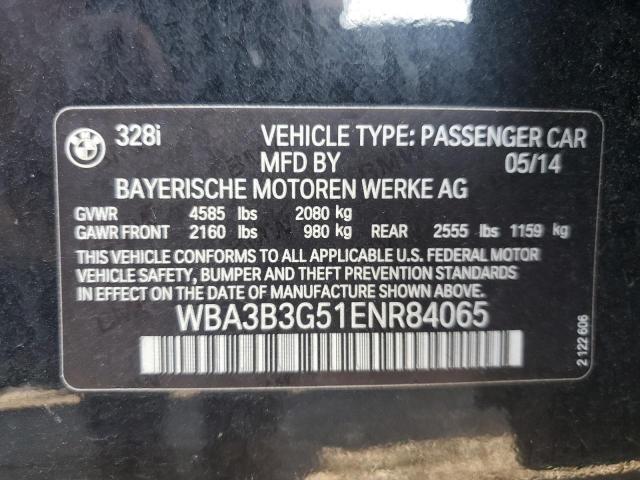 BMW
328i VEHICLE TYPE: PASSENGER CAR
MFD BY 05/14
BAYERISCHE MOTOREN WERKE AG
GVWR 4585 lbs 2080 kg
GAWR FRONT 2160 lbs 980 kg REAR 2555 lbs 1159 kg
THIS VEHICLE CONFORMS TO ALL APPLICABLE U.S. FEDERAL MOTOR
VEHICLE SAFETY, BUMPER AND THEFT PREVENTION STANDARDS
IN EFFECT ON THE DATE OF MANUFACTURE SHOWN ABOVE.
WBA3B3G51ENR84065
2 122 606